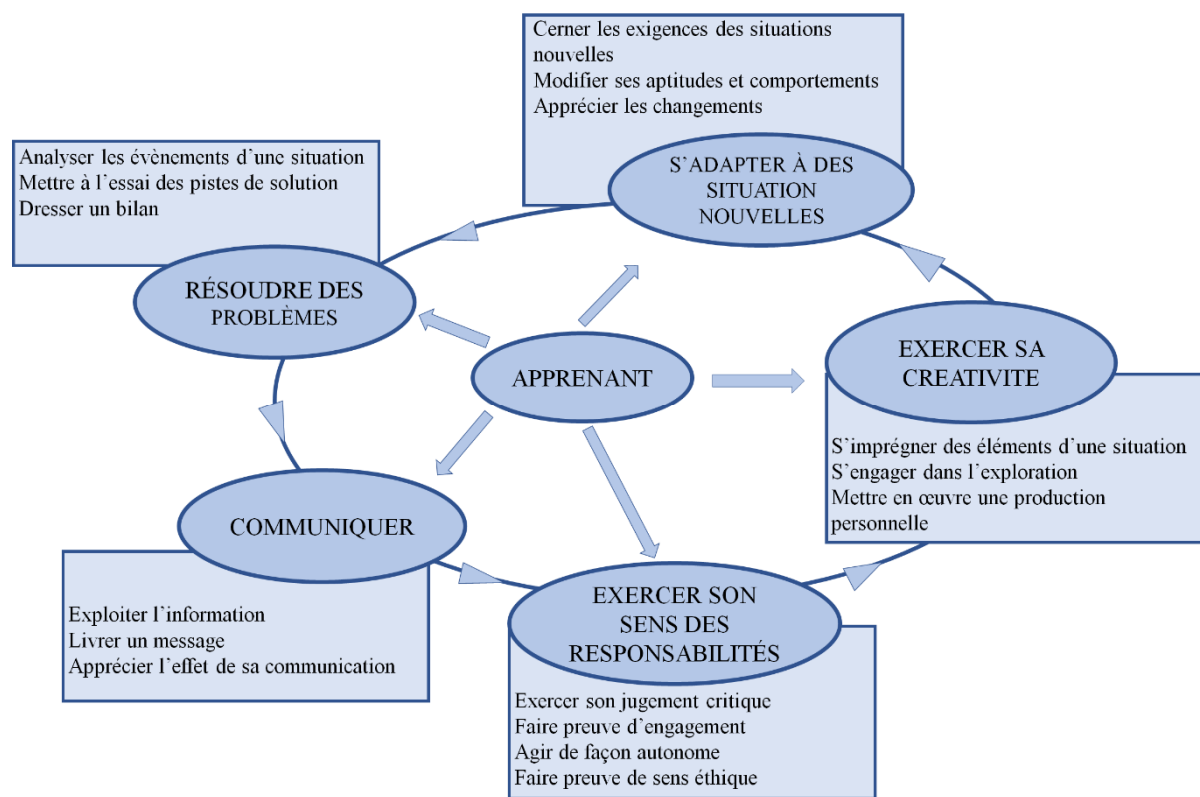 Cerner les exigences des situations
nouvelles
Modifier ses aptitudes et comportements
Apprécier les changements
S’ADAPTER À DES
SITUATION
NOUVELLES
Analyser les évènements d’une situation
Mettre à l’essai des pistes de solution
Dresser un bilan
RÉSOUDRE DES
PROBLÈMES
APPRENANT
EXERCER SA
CREATIVITE
S’imprégner des éléments d’une situation
S’engager dans l’exploration
Mettre en œuvre une production
personnelle
COMMUNIQUER
Exploiter l’information
Livrer un message
Apprécier l’effet de sa communication
EXERCER SON
SENS DES
RESPONSABILITÉS
Exercer son jugement critique
Faire preuve d’engagement
Agir de façon autonome
Faire preuve de sens éthique